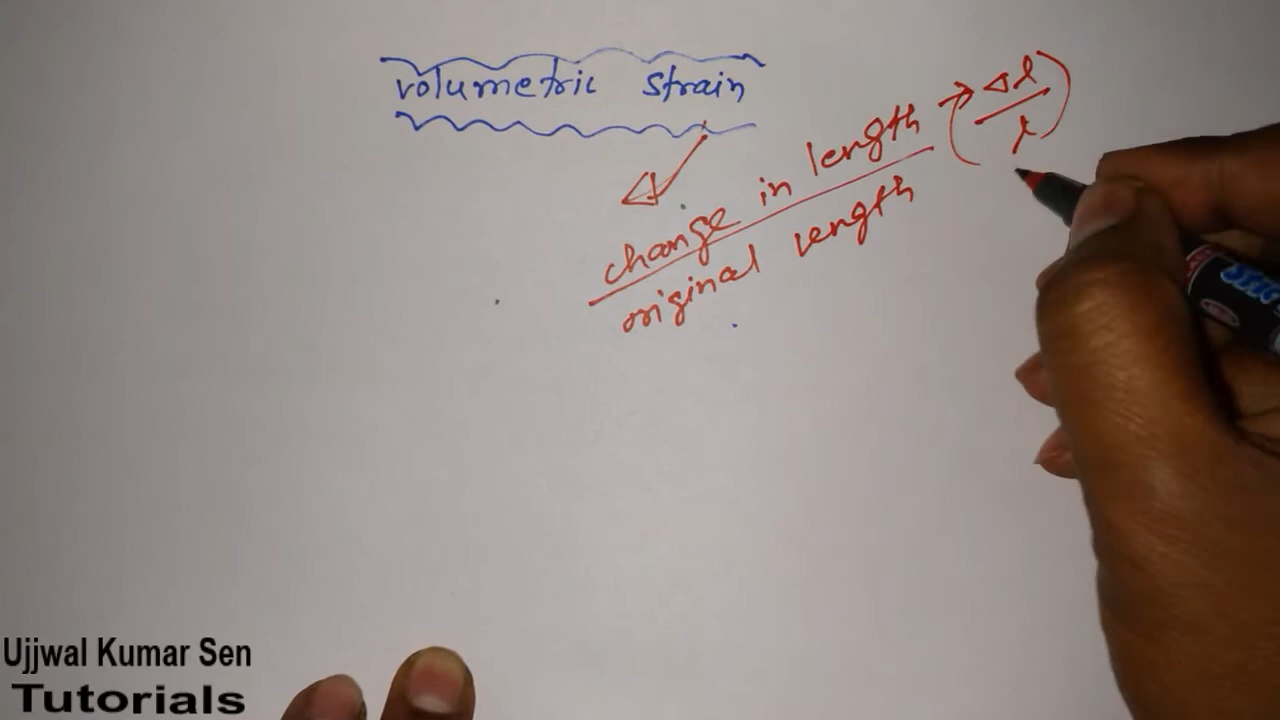 volumetric strain
change in length
original length
→ (Δl
l)
Ujjwal Kumar Sen
Tutorials